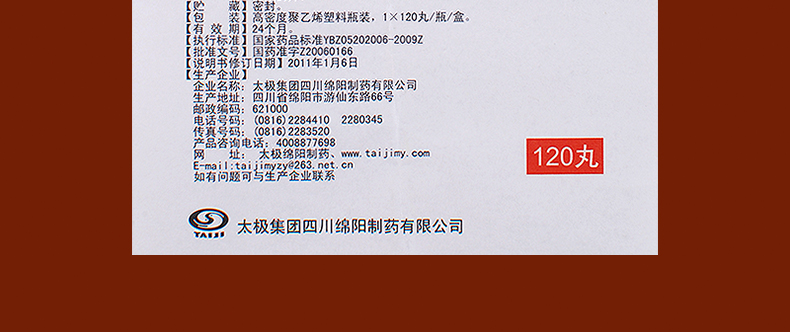 【贮 藏】密封。
【包 装】高密度聚乙烯塑料瓶装，1×120丸/瓶/盒。
【有 效 期】24个月。
【执行标准】国家药品标准YBZ05202006-2009Z
【批准文号】国药准字Z20060166
【说明书修订日期】2011年1月6日
【生产企业】
企业名称：太极集团四川绵阳制药有限公司
生产地址：四川省绵阳市游仙东路66号
邮政编码：621000
电话号码：(0816)2284410 2280345
传真号码：(0816)2283520
产品咨询电话：4008877698
网 址： 太极绵阳制药、www.taijimy.com
E-mail:taijimyzy@263.net.cn
如有问题可与生产企业联系
120丸
TAIJI 太极集团四川绵阳制药有限公司